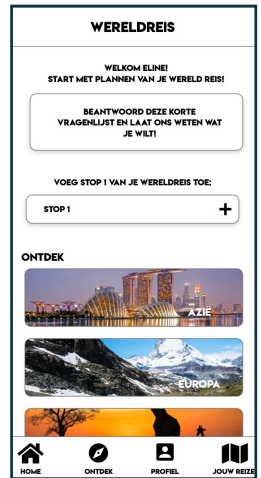 WERELDREIS
WELKOM ELINE!
START MET PLANNEN VAN JE WERELD REIS!
BEANTWOORD DEZE KORTE
VRAGENLIJST EN LAAT ONS WETEN WAT
JE WILT!
VOEG STOP 1 VAN JE WERELDREIS TOE:
STOP 1
ONTDEK
AZIË
EUROPA
HOME ONTDEK PROFIEL JOUW REIZE